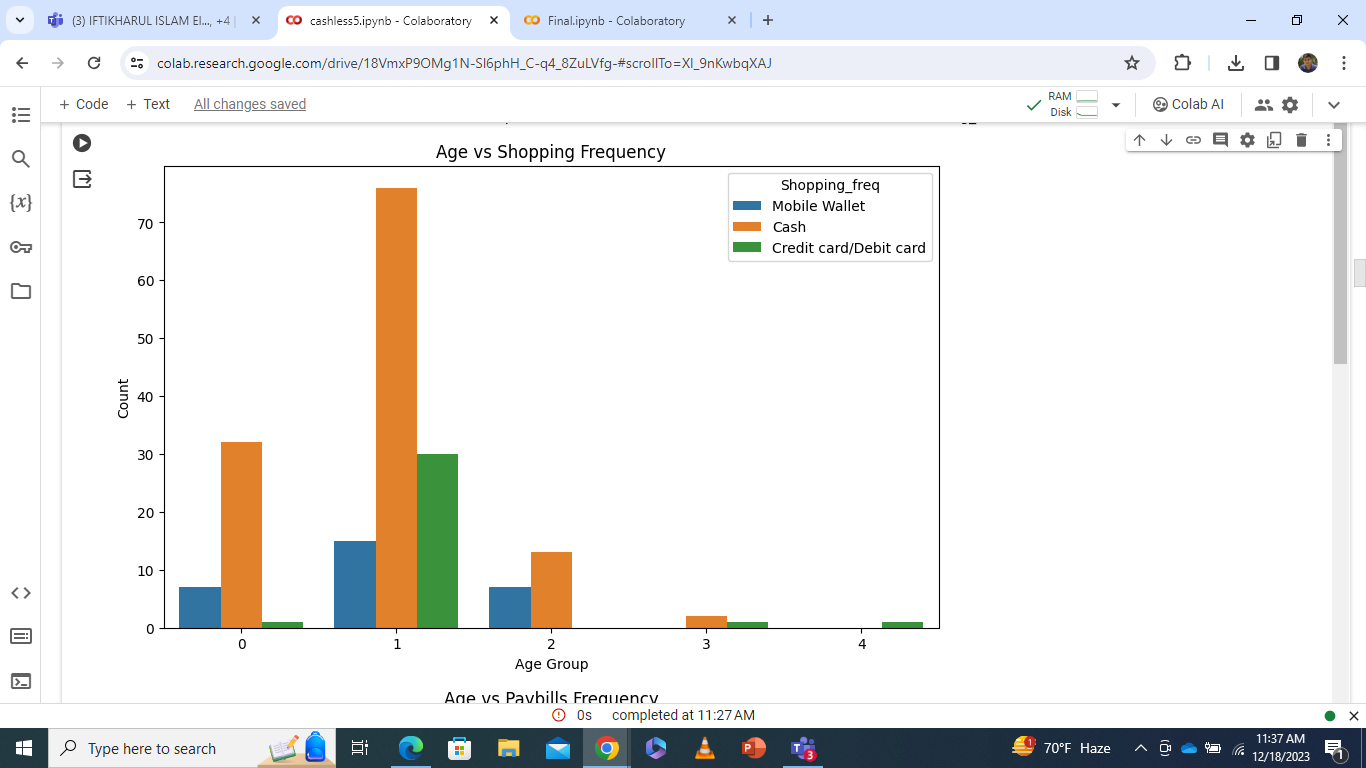 (3) IFTIKHARUL ISLAM EI..., +4 |
cashless5.ipynb - Colaboratory
Final.ipynb - Colaboratory
colab.research.google.com/drive/18VmxP9OMg1N-SI6phH_C-q4_8ZuLVfg-#scrollTo=XI_9nKwbqXAJ
+ Code + Text All changes saved
RAM
Disk
Colab AI
{x}
Age vs Shopping Frequency
Shopping_freq
Mobile Wallet
Cash
Credit card/Debit card
70
60
50
40
30
20
10
0
Count
0 1 2 3 4
Age Group
Age vs Paybills Frequency
0s completed at 11:27 AM
Type here to search
1
70°F Haze
3
11:37 AM
12/18/2023
1